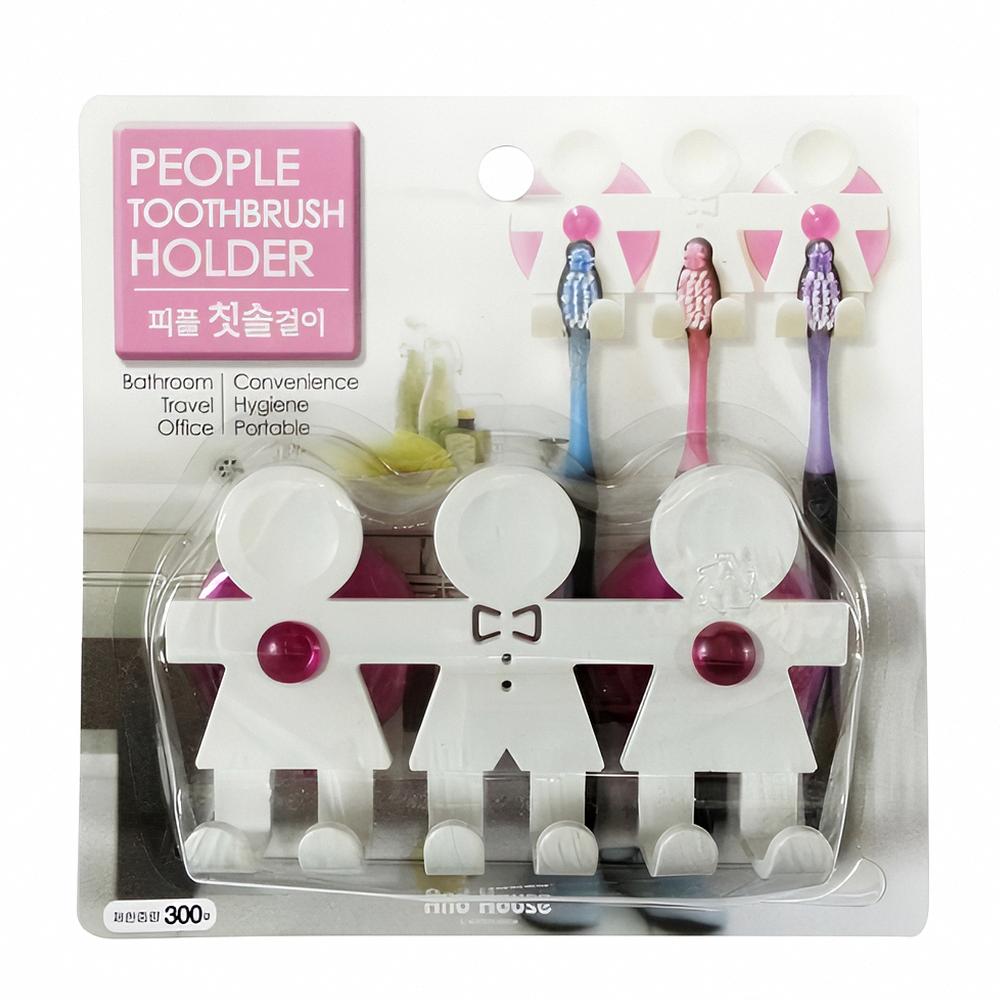 PEOPLE
TOOTHBRUSH
HOLDER
피플 칫솔걸이
Bathroom
Travel
Office
Convenience
Hygiene
Portable
300